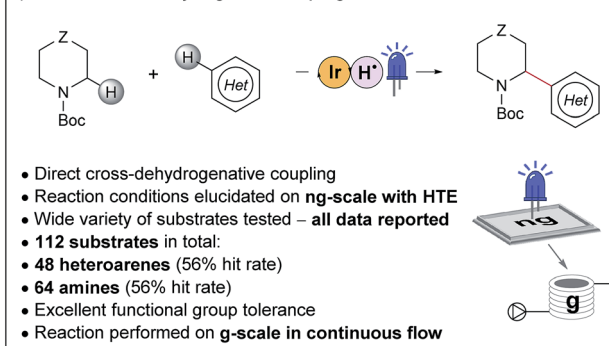 Z
N
Boc
H
+
H
Het
Ir
H•
Z
N
Boc
Het
• Direct cross-dehydrogenative coupling
• Reaction conditions elucidated on ng-scale with HTE
• Wide variety of substrates tested – all data reported
• 112 substrates in total:
• 48 heteroarenes (56% hit rate)
• 64 amines (56% hit rate)
• Excellent functional group tolerance
• Reaction performed on g-scale in continuous flow
ng
g